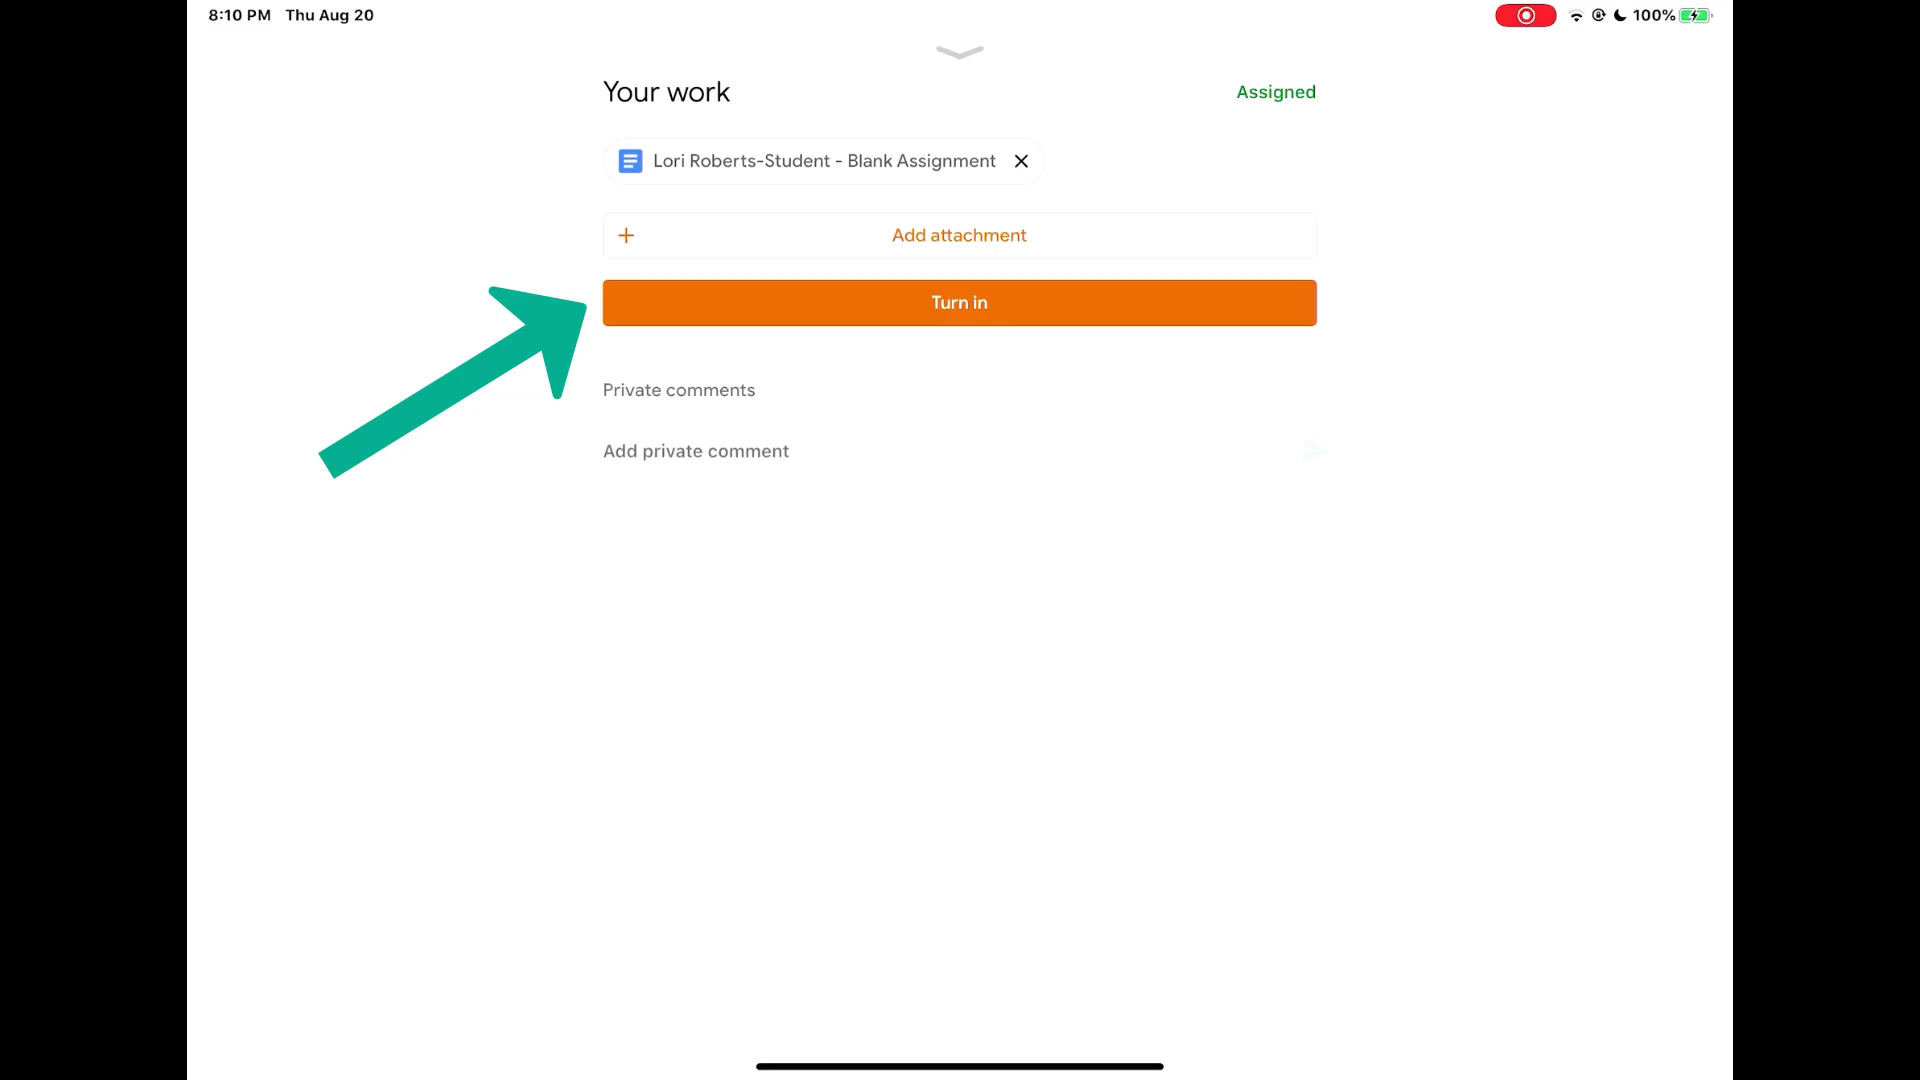 8:10 PM Thu Aug 20
100%
Your work
Assigned
Lori Roberts-Student - Blank Assignment
Add attachment
Turn in
Private comments
Add private comment